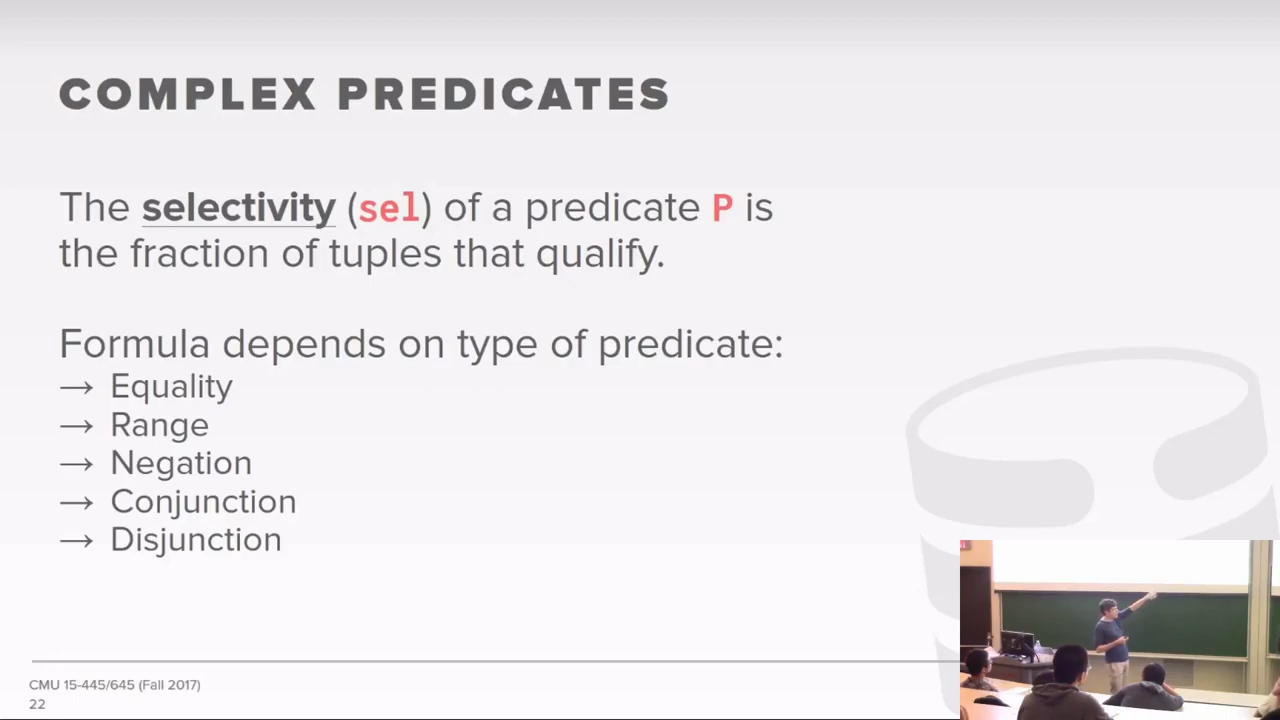 COMPLEX PREDICATES
The selectivity (sel) of a predicate P is
the fraction of tuples that qualify.
Formula depends on type of predicate:
→ Equality
→ Range
→ Negation
→ Conjunction
→ Disjunction
CMU 15-445/645 (Fall 2017)
22